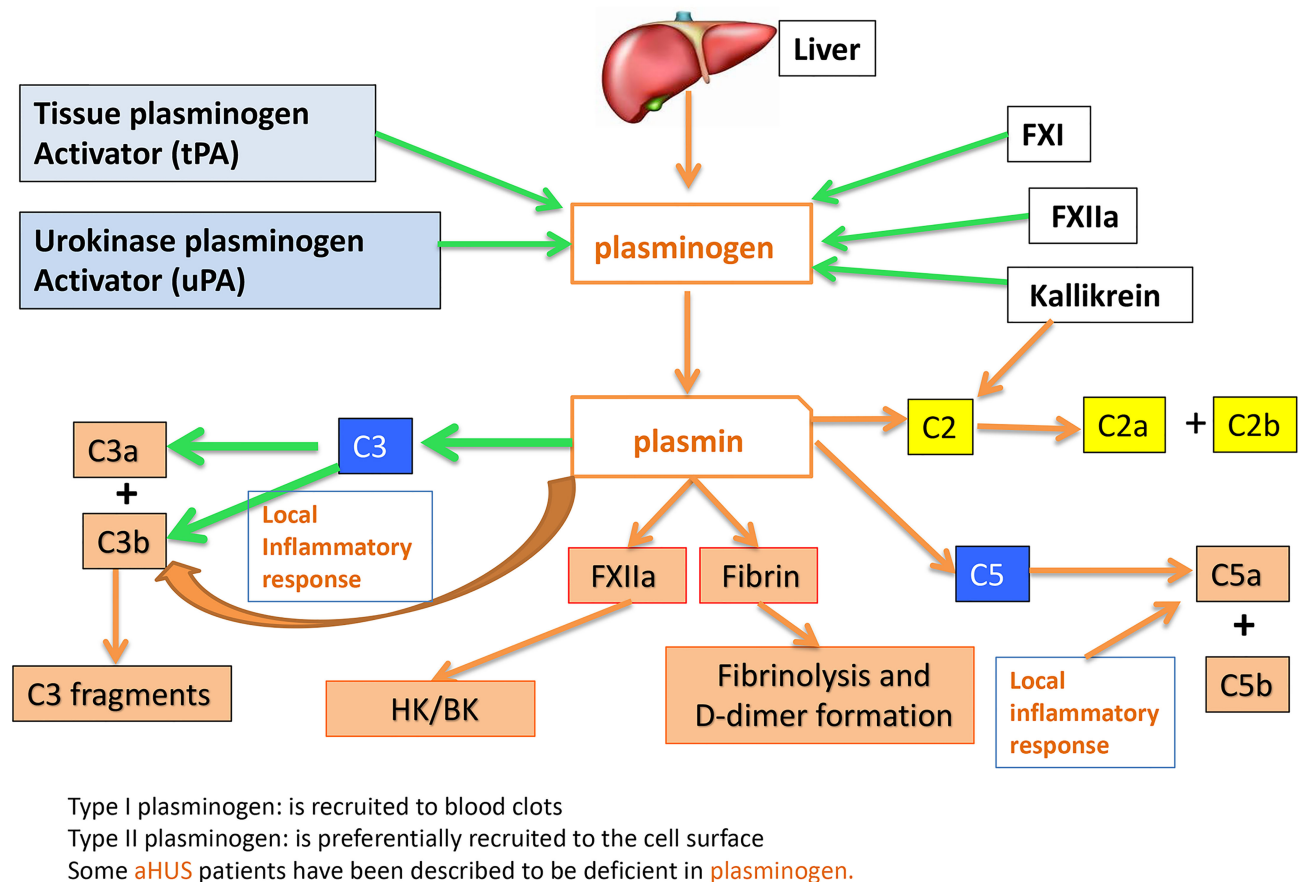 Liver
Tissue plasminogen
Activator (tPA)
FXI
Urokinase plasminogen
Activator (uPA)
FXIIa
plasminogen
Kallikrein
plasmin
C3
C3a
+
C3b
C2
C2a
+
C2b
Local
Inflammatory
response
FXIIa
Fibrin
C5
C5a
+
C5b
C3 fragments
HK/BK
Fibrinolysis and
D-dimer formation
Local
inflammatory
response
Type I plasminogen: is recruited to blood clots
Type II plasminogen: is preferentially recruited to the cell surface
Some aHUS patients have been described to be deficient in plasminogen.